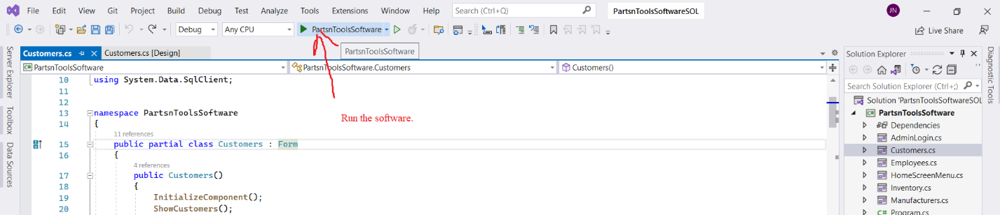 File Edit View Git Project Build Debug Test Analyze Tools Extensions Window Help Search (Ctrl+Q) PartsnToolsSoftwareSOL JN
Debug Any CPU PartsnToolsSoftware Live Share
PartsnToolsSoftware
Server Explorer
Toolbox
Data Sources
Customers.cs Customers.cs [Design]
PartsnToolsSoftware PartsnToolsSoftware.Customers Customers()
10 using System.Data.SqlClient;
11
12
13 namespace PartsnToolsSoftware
14 {
11 references
15 public partial class Customers : Form
16 {
4 references
17 public Customers()
18 {
19 InitializeComponent();
20 ShowCustomers();
Run the software.
Solution Explorer
Search Solution Explorer (Ctrl+;)
Solution 'PartsnToolsSoftwareSOL
PartsnToolsSoftware
Dependencies
AdminLogin.cs
Customers.cs
Employees.cs
HomeScreenMenu.cs
Inventory.cs
Manufacturers.cs
Program.cs
Diagnostic Tools